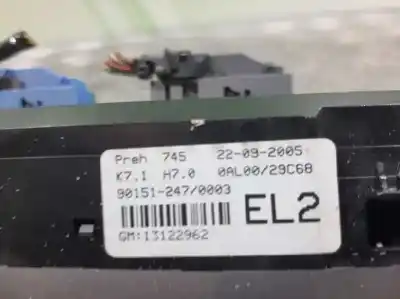 Preh 745 22-09-2005
K7.1 H7.0 0AL00/29C68
90151-247/0003
EL2
GM:13122962